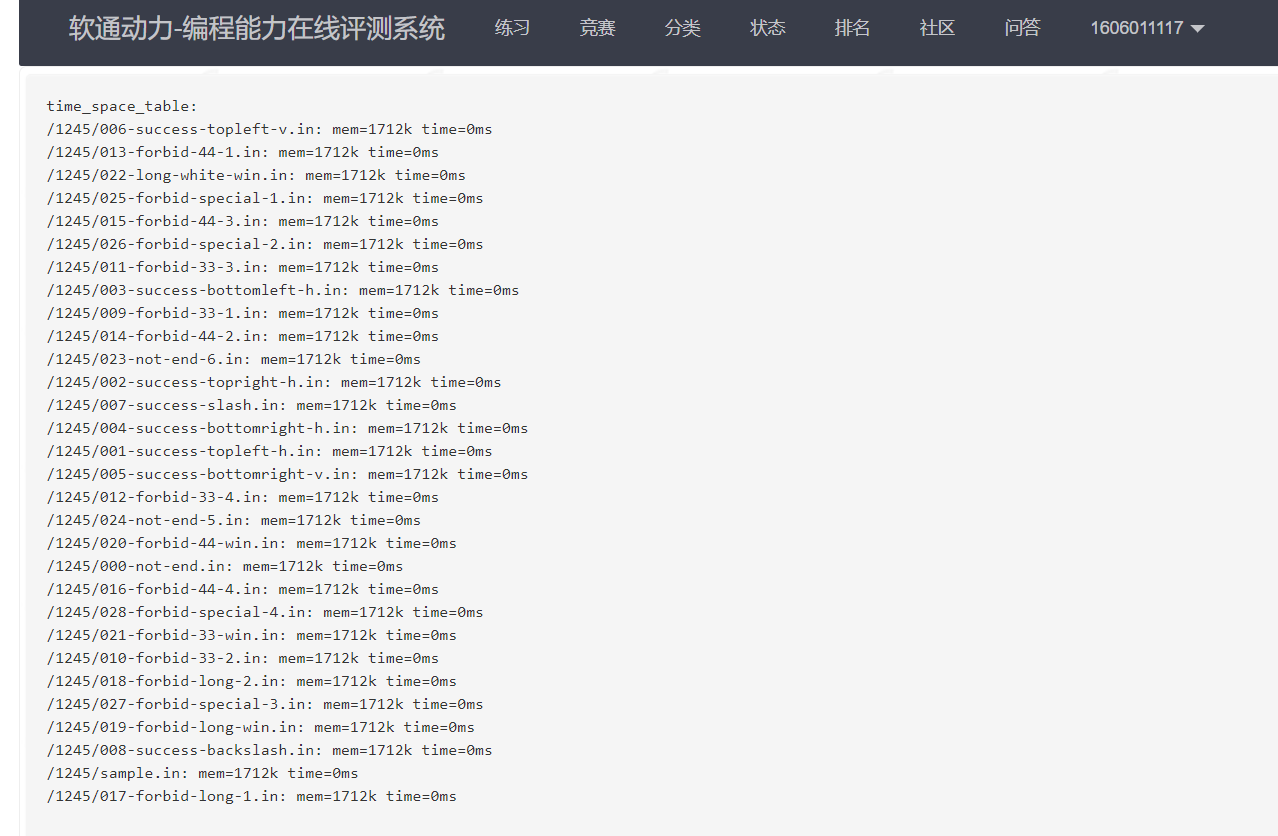 软通动力-编程能力在线评测系统 练习 竞赛 分类 状态 排名 社区 问答 1606011117
time_space_table:
/1245/006-success-topleft-v.in: mem=1712k time=0ms
/1245/013-forbid-44-1.in: mem=1712k time=0ms
/1245/022-long-white-win.in: mem=1712k time=0ms
/1245/025-forbid-special-1.in: mem=1712k time=0ms
/1245/015-forbid-44-3.in: mem=1712k time=0ms
/1245/026-forbid-special-2.in: mem=1712k time=0ms
/1245/011-forbid-33-3.in: mem=1712k time=0ms
/1245/003-success-bottomleft-h.in: mem=1712k time=0ms
/1245/009-forbid-33-1.in: mem=1712k time=0ms
/1245/014-forbid-44-2.in: mem=1712k time=0ms
/1245/023-not-end-6.in: mem=1712k time=0ms
/1245/002-success-topright-h.in: mem=1712k time=0ms
/1245/007-success-slash.in: mem=1712k time=0ms
/1245/004-success-bottomright-h.in: mem=1712k time=0ms
/1245/001-success-topleft-h.in: mem=1712k time=0ms
/1245/005-success-bottomright-v.in: mem=1712k time=0ms
/1245/012-forbid-33-4.in: mem=1712k time=0ms
/1245/024-not-end-5.in: mem=1712k time=0ms
/1245/020-forbid-44-win.in: mem=1712k time=0ms
/1245/000-not-end.in: mem=1712k time=0ms
/1245/016-forbid-44-4.in: mem=1712k time=0ms
/1245/028-forbid-special-4.in: mem=1712k time=0ms
/1245/021-forbid-33-win.in: mem=1712k time=0ms
/1245/010-forbid-33-2.in: mem=1712k time=0ms
/1245/018-forbid-long-2.in: mem=1712k time=0ms
/1245/027-forbid-special-3.in: mem=1712k time=0ms
/1245/019-forbid-long-win.in: mem=1712k time=0ms
/1245/008-success-backslash.in: mem=1712k time=0ms
/1245/sample.in: mem=1712k time=0ms
/1245/017-forbid-long-1.in: mem=1712k time=0ms